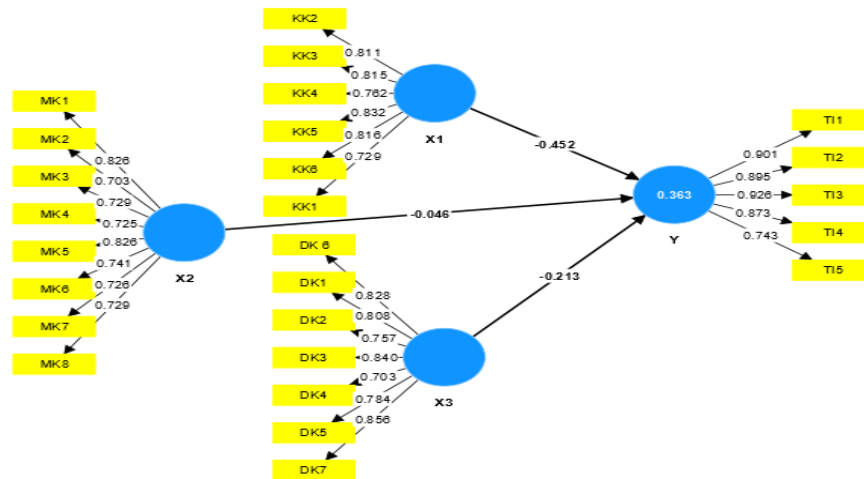 MK1
MK2
MK3
MK4
MK5
MK6
MK7
MK8
0.826
0.703
0.729
0.725
0.826
0.741
0.726
0.729
X2
KK2
KK3
KK4
KK5
KK6
KK1
0.811
0.815
0.762
0.832
0.816
0.729
X1
DK 6
DK1
DK2
DK3
DK4
DK5
DK7
0.828
0.808
0.757
0.840
0.703
0.784
0.856
X3
-0.452
-0.046
-0.213
0.363
Y
0.901
0.895
0.926
0.873
0.743
TI1
TI2
TI3
TI4
TI5